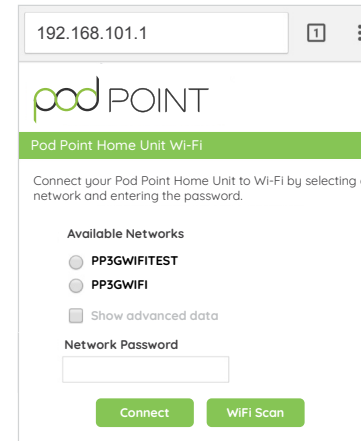 192.168.101.1
1
pod POINT
Pod Point Home Unit Wi-Fi
Connect your Pod Point Home Unit to Wi-Fi by selecting
network and entering the password.
Available Networks
PP3GWIFITEST
PP3GWIFI
Show advanced data
Network Password
Connect
WiFi Scan